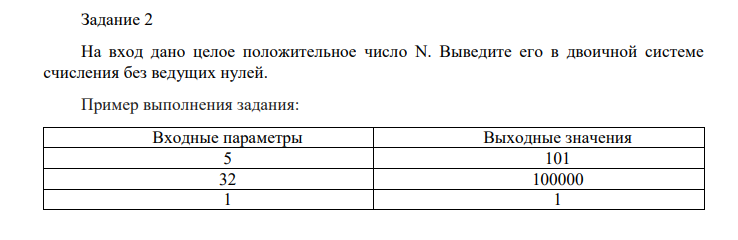 Задание 2
На вход дано целое положительное число N. Выведите его в двоичной системе
счисления без ведущих нулей.
Пример выполнения задания:
Входные параметры Выходные значения
5 101
32 100000
1 1